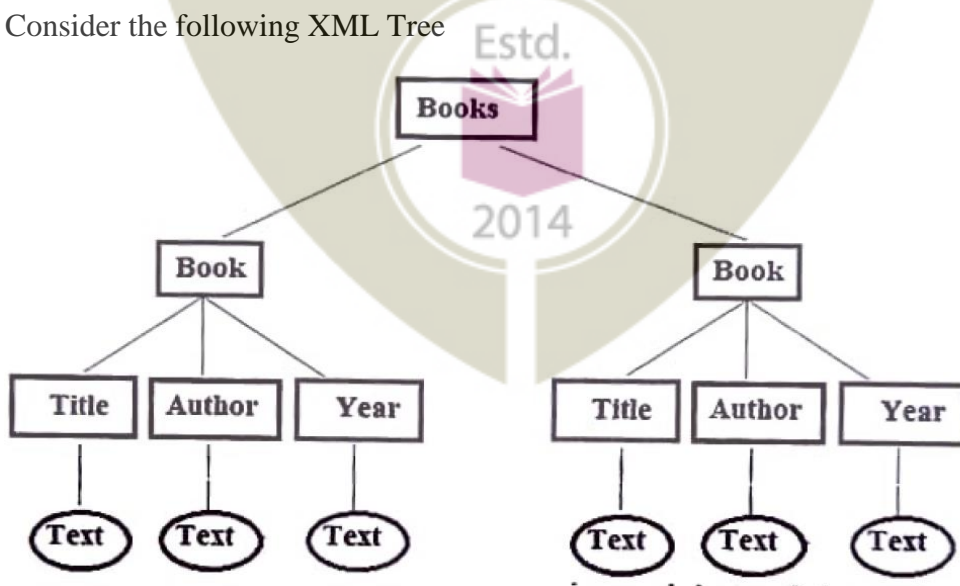 Consider the following XML Tree
Estd.
Books
2014
Book Book
Title Author Year Title Author Year
Text Text Text Text Text Text